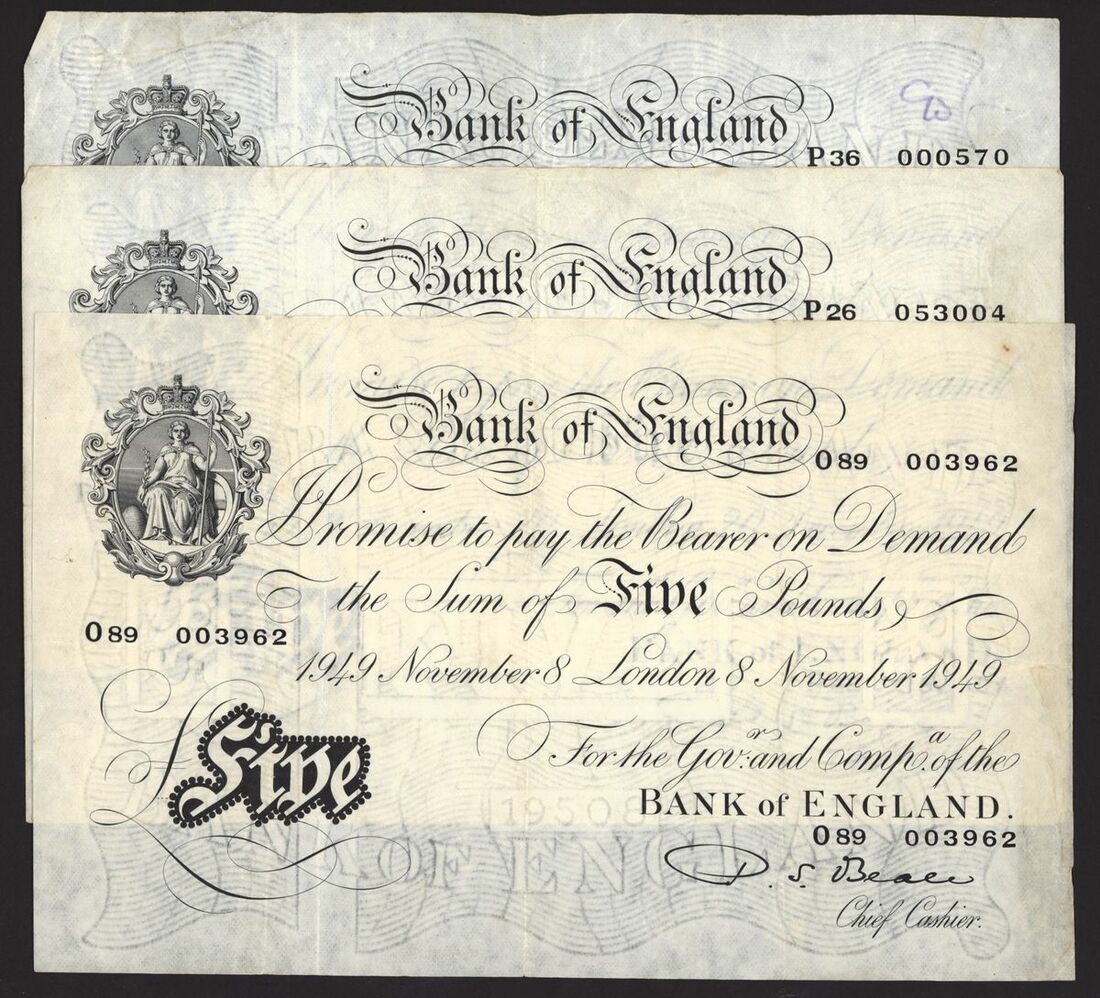 Bank of England
P36 000570
Bank of England
P26 053004
Bank of England
O89 003962
I Promise to pay the Bearer on Demand
the Sum of Five Pounds
O89 003962
1949 November 8 London 8 November 1949
For the Govr. and Compa. of the
BANK of ENGLAND.
£Five
O89 003962
P. S. Beale
Chief Cashier.
OF ENGLA